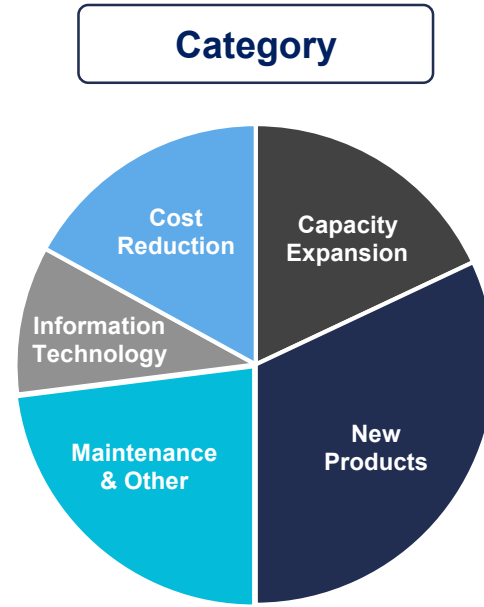 Category
Cost
Reduction
Capacity
Expansion
Information
Technology
New
Products
Maintenance
& Other